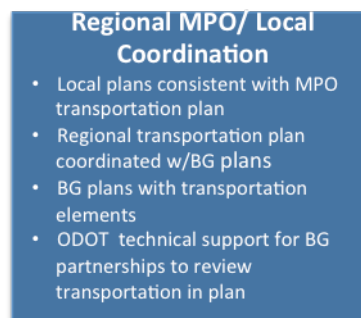 Regional MPO/ Local
Coordination
• Local plans consistent with MPO
transportation plan
• Regional transportation plan
coordinated w/BG plans
• BG plans with transportation
elements
• ODOT technical support for BG
partnerships to review
transportation in plan